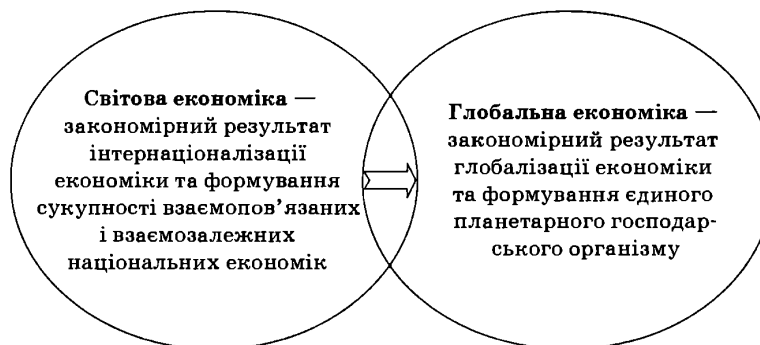 Світова економіка —
закономірний результат
інтернаціоналізації
економіки та формування
сукупності взаємопов’язаних
і взаємозалежних
національних економік
Глобальна економіка —
закономірний результат
глобалізації економіки
та формування єдиного
планетарного господар-
ського організму